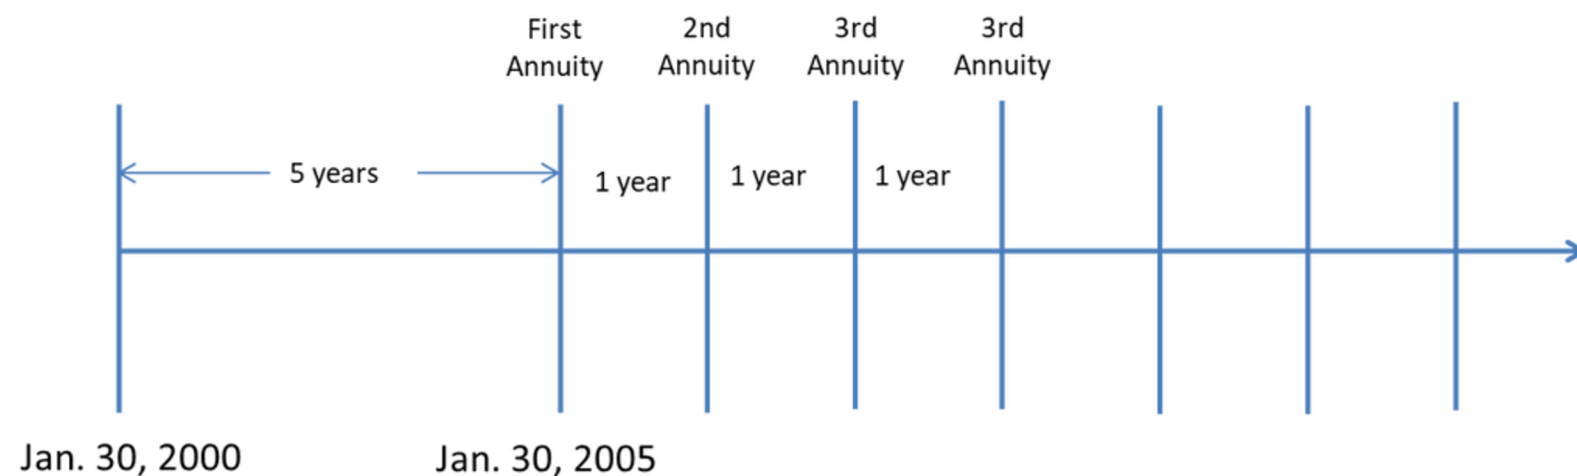 First
Annuity
2nd
Annuity
3rd
Annuity
3rd
Annuity
5 years
1 year
1 year
1 year
Jan. 30, 2000
Jan. 30, 2005